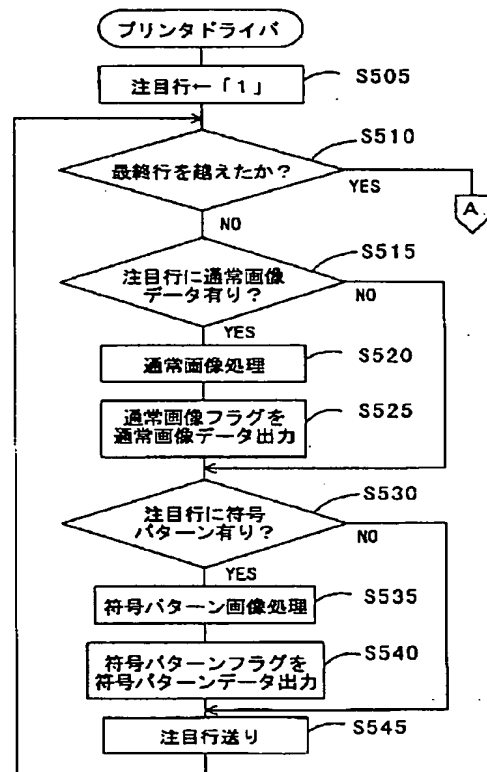 プリンタドライバ
注目行←「1」
S505
最終行を越えたか?
S510
YES
A
NO
注目行に通常画像
データ有り?
S515
NO
YES
通常画像処理
S520
通常画像フラグを
通常画像データ出力
S525
注目行に符号
パターン有り?
S530
NO
YES
符号パターン画像処理
S535
符号パターンフラグを
符号パターンデータ出力
S540
注目行送り
S545